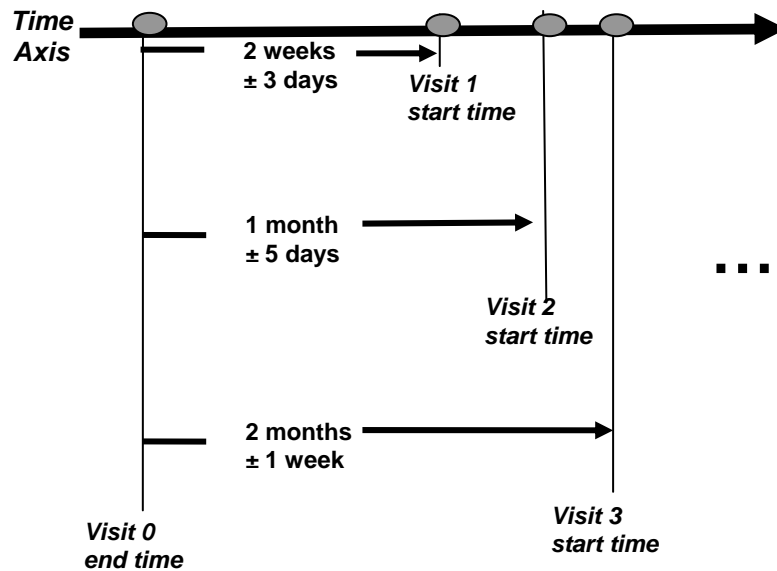 Time
Axis
2 weeks
± 3 days
Visit 1
start time
1 month
± 5 days
...
Visit 2
start time
2 months
± 1 week
Visit 0
end time
Visit 3
start time